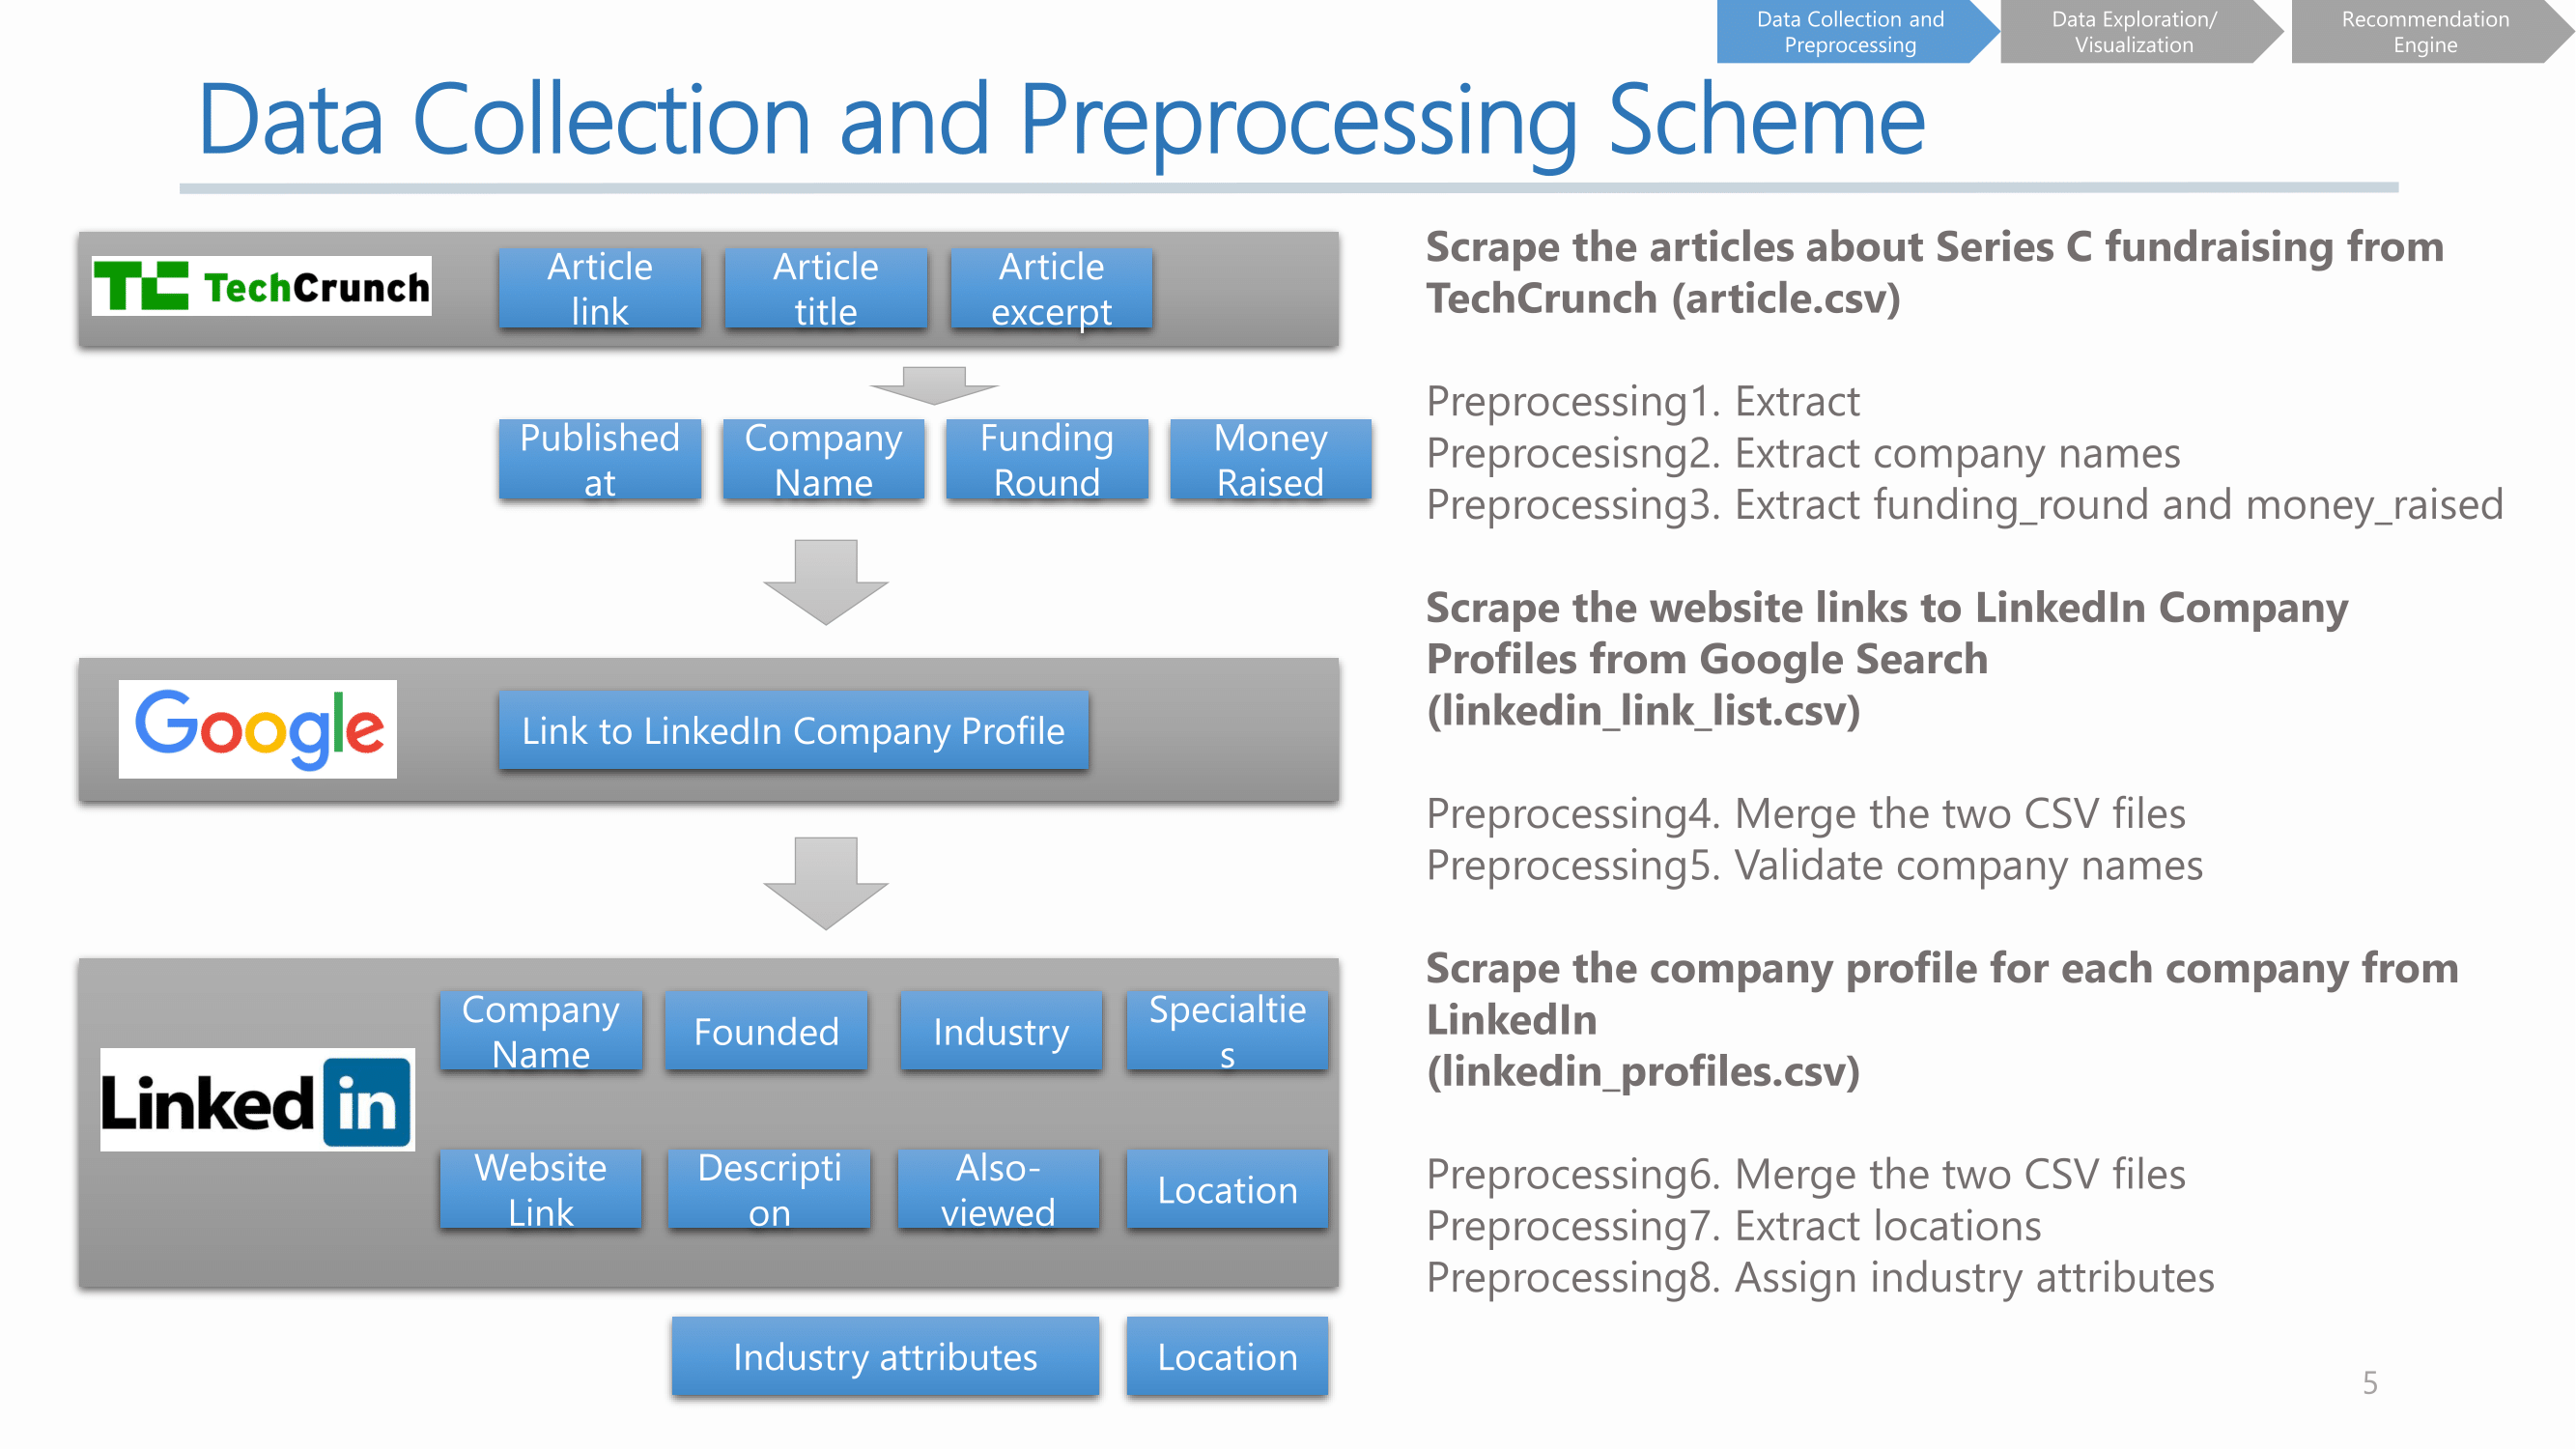 Data Collection and
Preprocessing
Data Exploration/
Visualization
Recommendation
Engine
Data Collection and Preprocessing Scheme
TC TechCrunch
Article
link
Article
title
Article
excerpt
Published
at
Company
Name
Funding
Round
Money
Raised
Google
Link to LinkedIn Company Profile
Linked in
Company
Name
Founded
Industry
Specialtie
s
Website
Link
Descripti
on
Also-
viewed
Location
Industry attributes
Location
Scrape the articles about Series C fundraising from
TechCrunch (article.csv)
Preprocessing1. Extract
Preprocesisng2. Extract company names
Preprocessing3. Extract funding_round and money_raised
Scrape the website links to LinkedIn Company
Profiles from Google Search
(linkedin_link_list.csv)
Preprocessing4. Merge the two CSV files
Preprocessing5. Validate company names
Scrape the company profile for each company from
LinkedIn
(linkedin_profiles.csv)
Preprocessing6. Merge the two CSV files
Preprocessing7. Extract locations
Preprocessing8. Assign industry attributes
5